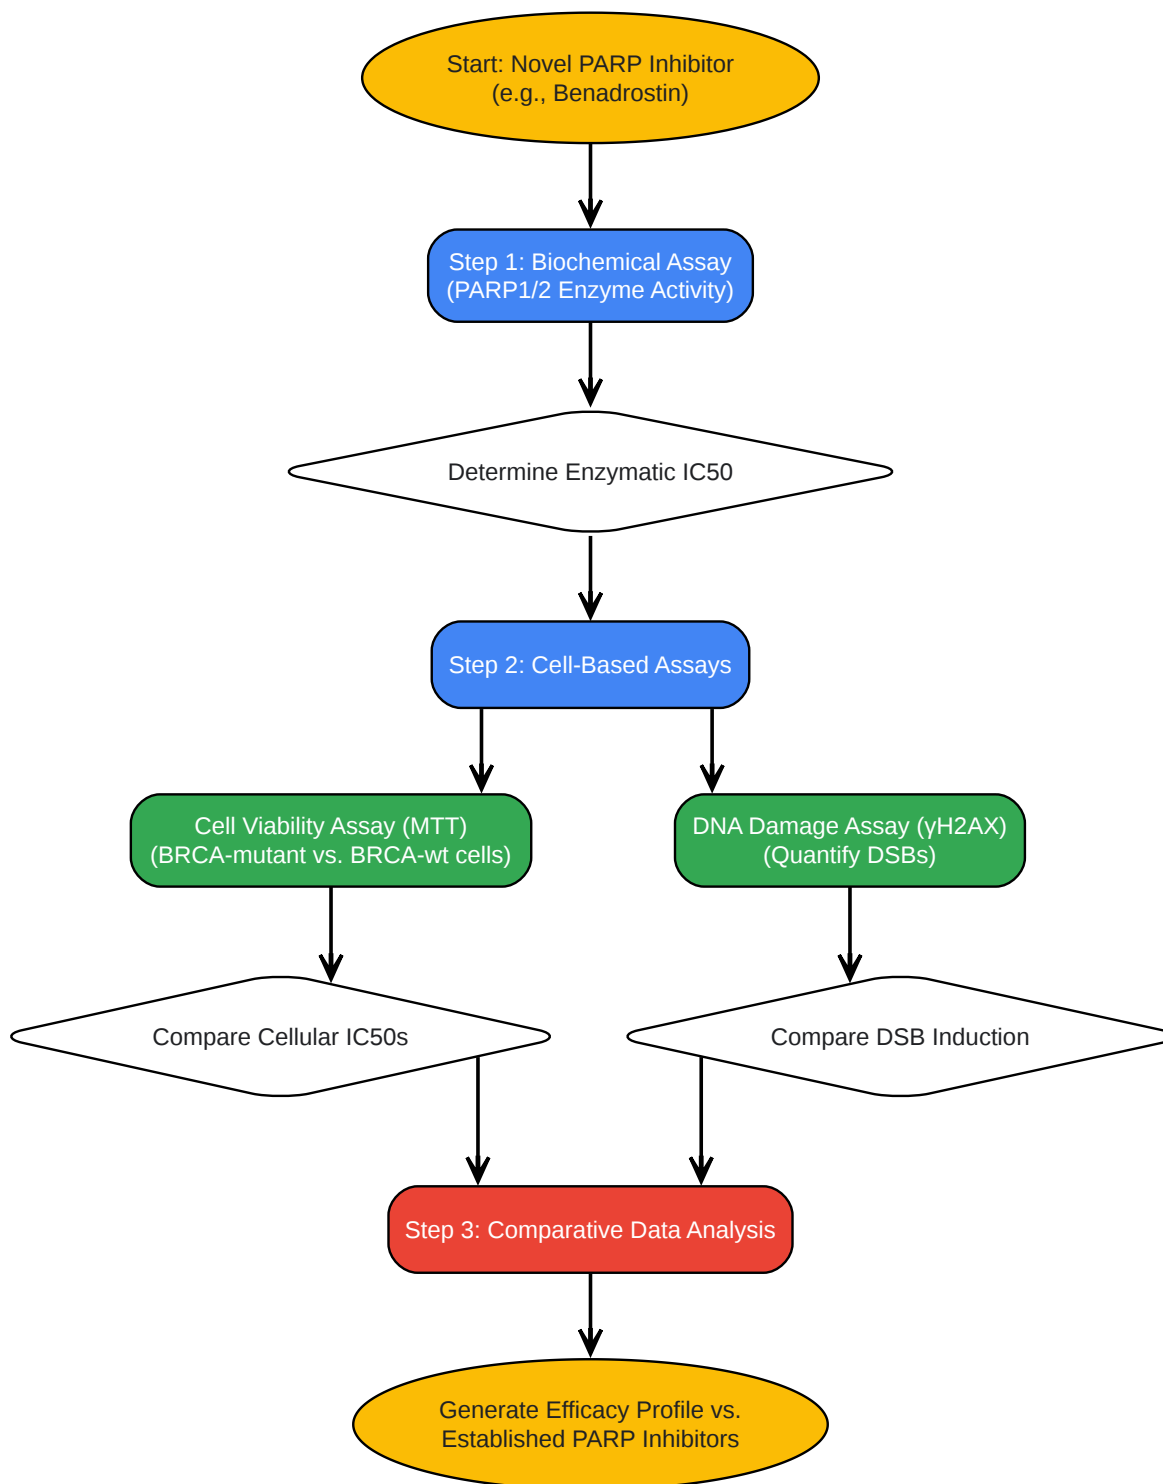 Start: Novel PARP Inhibitor
(e.g., Benadrostin)
Step 1: Biochemical Assay
(PARP1/2 Enzyme Activity)
Determine Enzymatic IC50
Step 2: Cell-Based Assays
Cell Viability Assay (MTT)
(BRCA-mutant vs. BRCA-wt cells)
DNA Damage Assay (γH2AX)
(Quantify DSBs)
Compare Cellular IC50s
Compare DSB Induction
Step 3: Comparative Data Analysis
Generate Efficacy Profile vs.
Established PARP Inhibitors